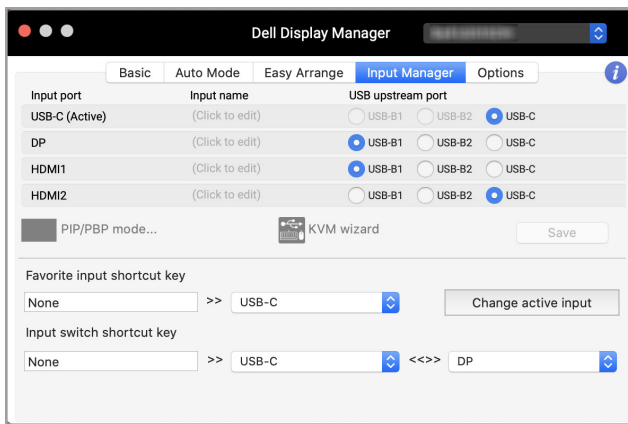 Dell Display Manager
Basic Auto Mode Easy Arrange Input Manager Options i
Input port Input name USB upstream port
USB-C (Active) (Click to edit) USB-B1 USB-B2 USB-C
DP (Click to edit) USB-B1 USB-B2 USB-C
HDMI1 (Click to edit) USB-B1 USB-B2 USB-C
HDMI2 (Click to edit) USB-B1 USB-B2 USB-C
PIP/PBP mode... KVM wizard Save
Favorite input shortcut key
None >> USB-C Change active input
Input switch shortcut key
None >> USB-C <<>> DP